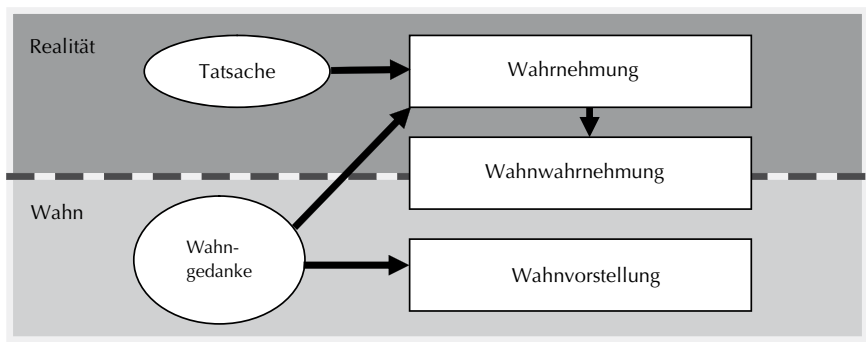 Realität
Tatsache
Wahrnehmung
Wahnwahrnehmung
Wahn
Wahn-
gedanke
Wahnvorstellung